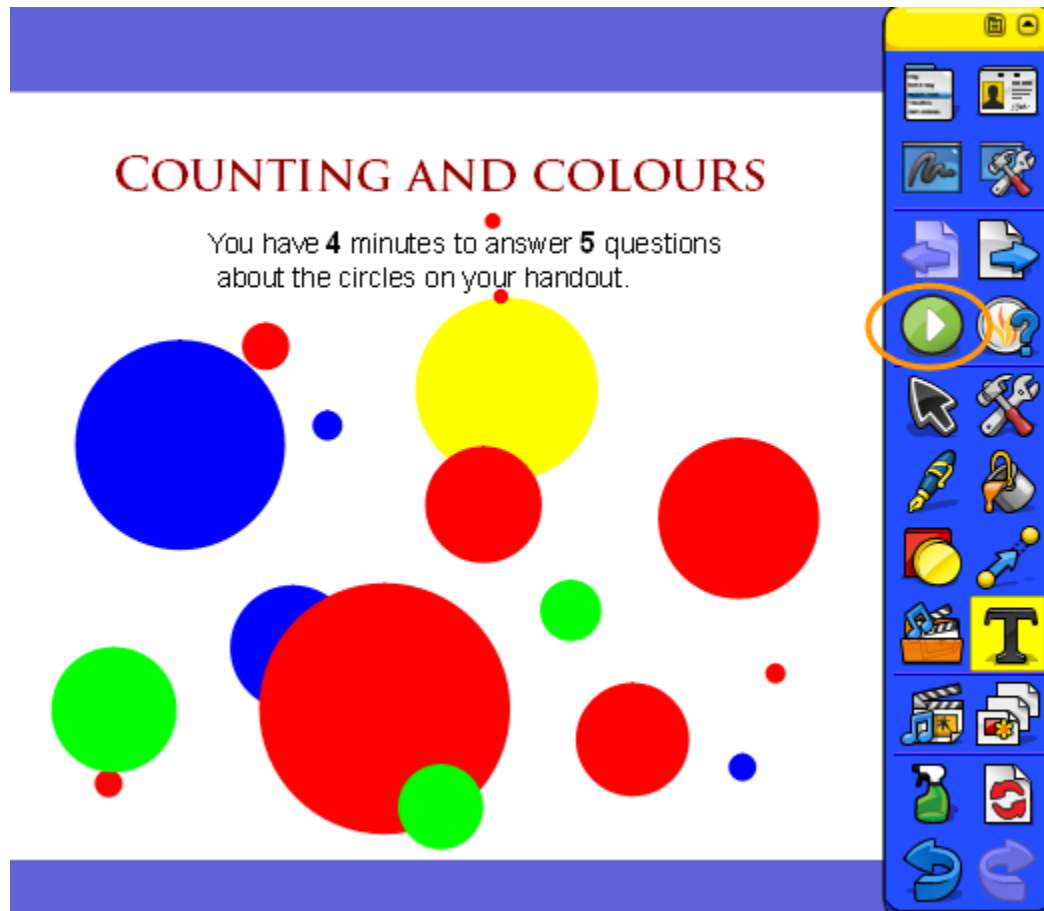 COUNTING AND COLOURS
You have 4 minutes to answer 5 questions
about the circles on your handout.
T